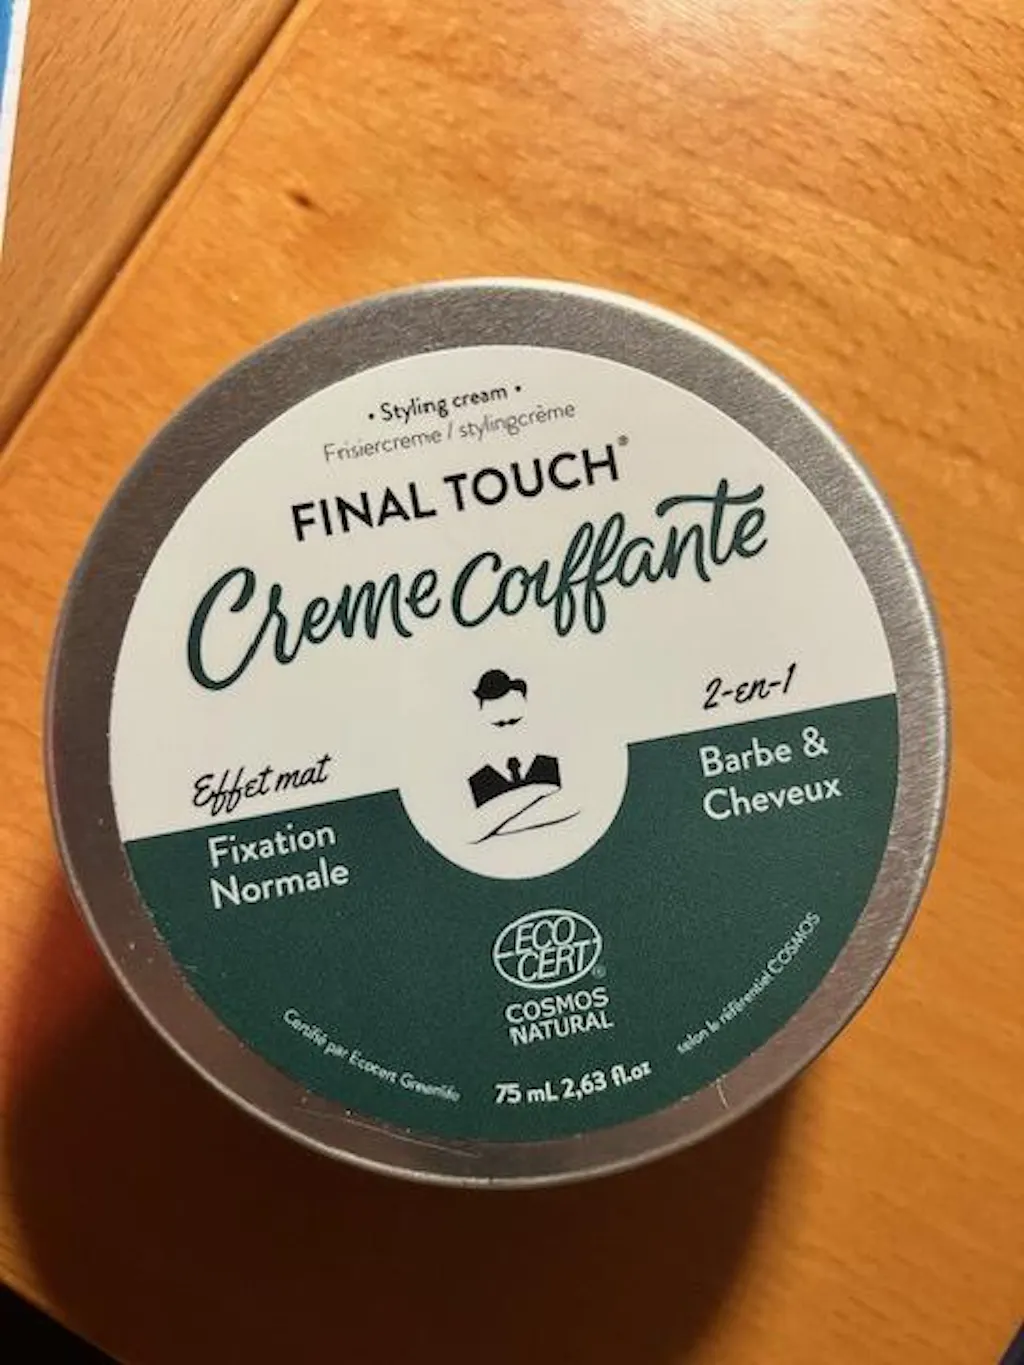 • Styling cream •
Frisiercreme / stylingcrème
FINAL TOUCH®
Creme Coiffante
Effet mat
Fixation
Normale
2-en-1
Barbe &
Cheveux
ECO
CERT®
COSMOS
NATURAL
Certifié par Ecocert Greenlife
selon le référentiel COSMOS
75 mL 2,63 fl.oz